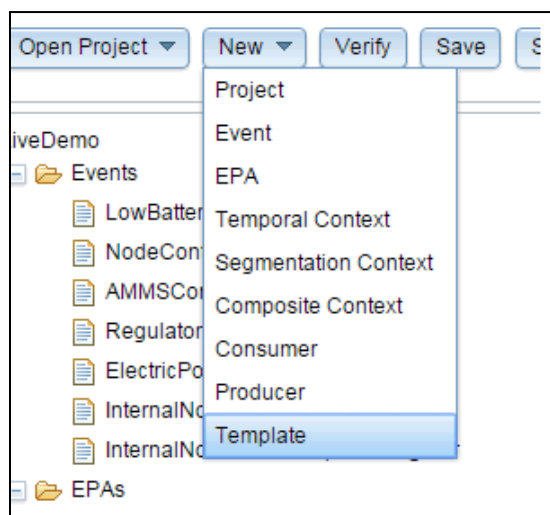 Open Project New Verify Save S
Project
iveDemo
Event
Events
EPA
LowBatter
Temporal Context
NodeCon
Segmentation Context
AMMSCo
Composite Context
Regulator
Consumer
ElectricPo
Producer
InternalNo
Template
InternalNo
EPAs